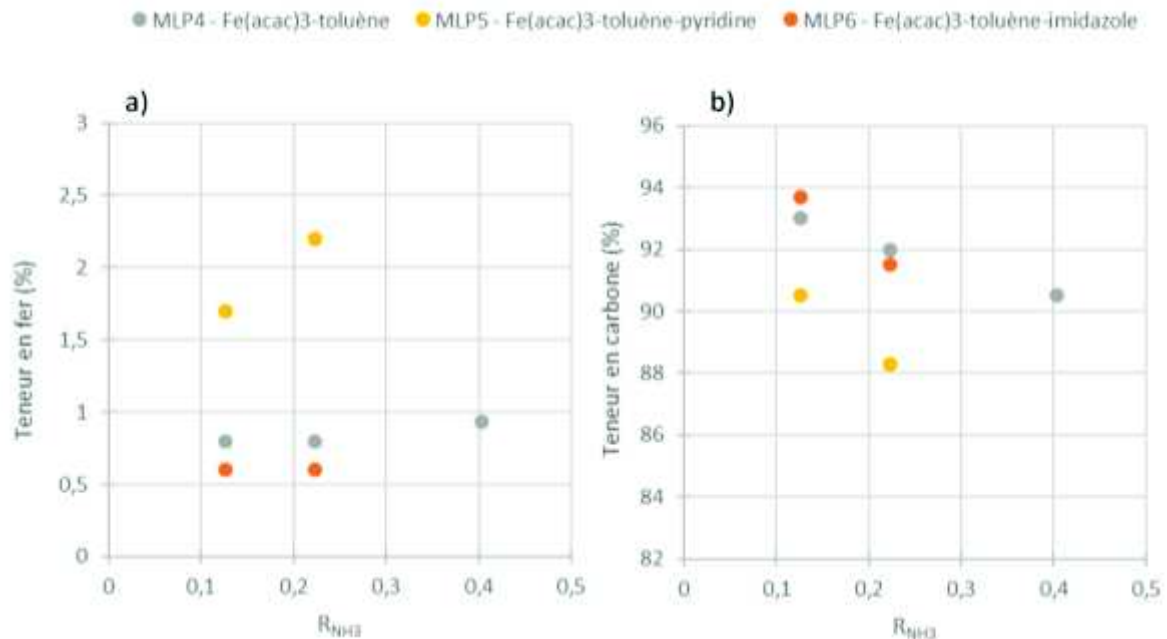 MLP4 - Fe(acac)3-toluène MLP5 - Fe(acac)3-toluène-pyridine MLP6 - Fe(acac)3-toluène-imidazole
a)
3
2,5
2
1,5
1
0,5
0
Teneur en fer (%)
0 0,1 0,2 0,3 0,4 0,5
RNH3
b)
96
94
92
90
88
86
84
82
Teneur en carbone (%)
0 0,1 0,2 0,3 0,4 0,5
RNH3